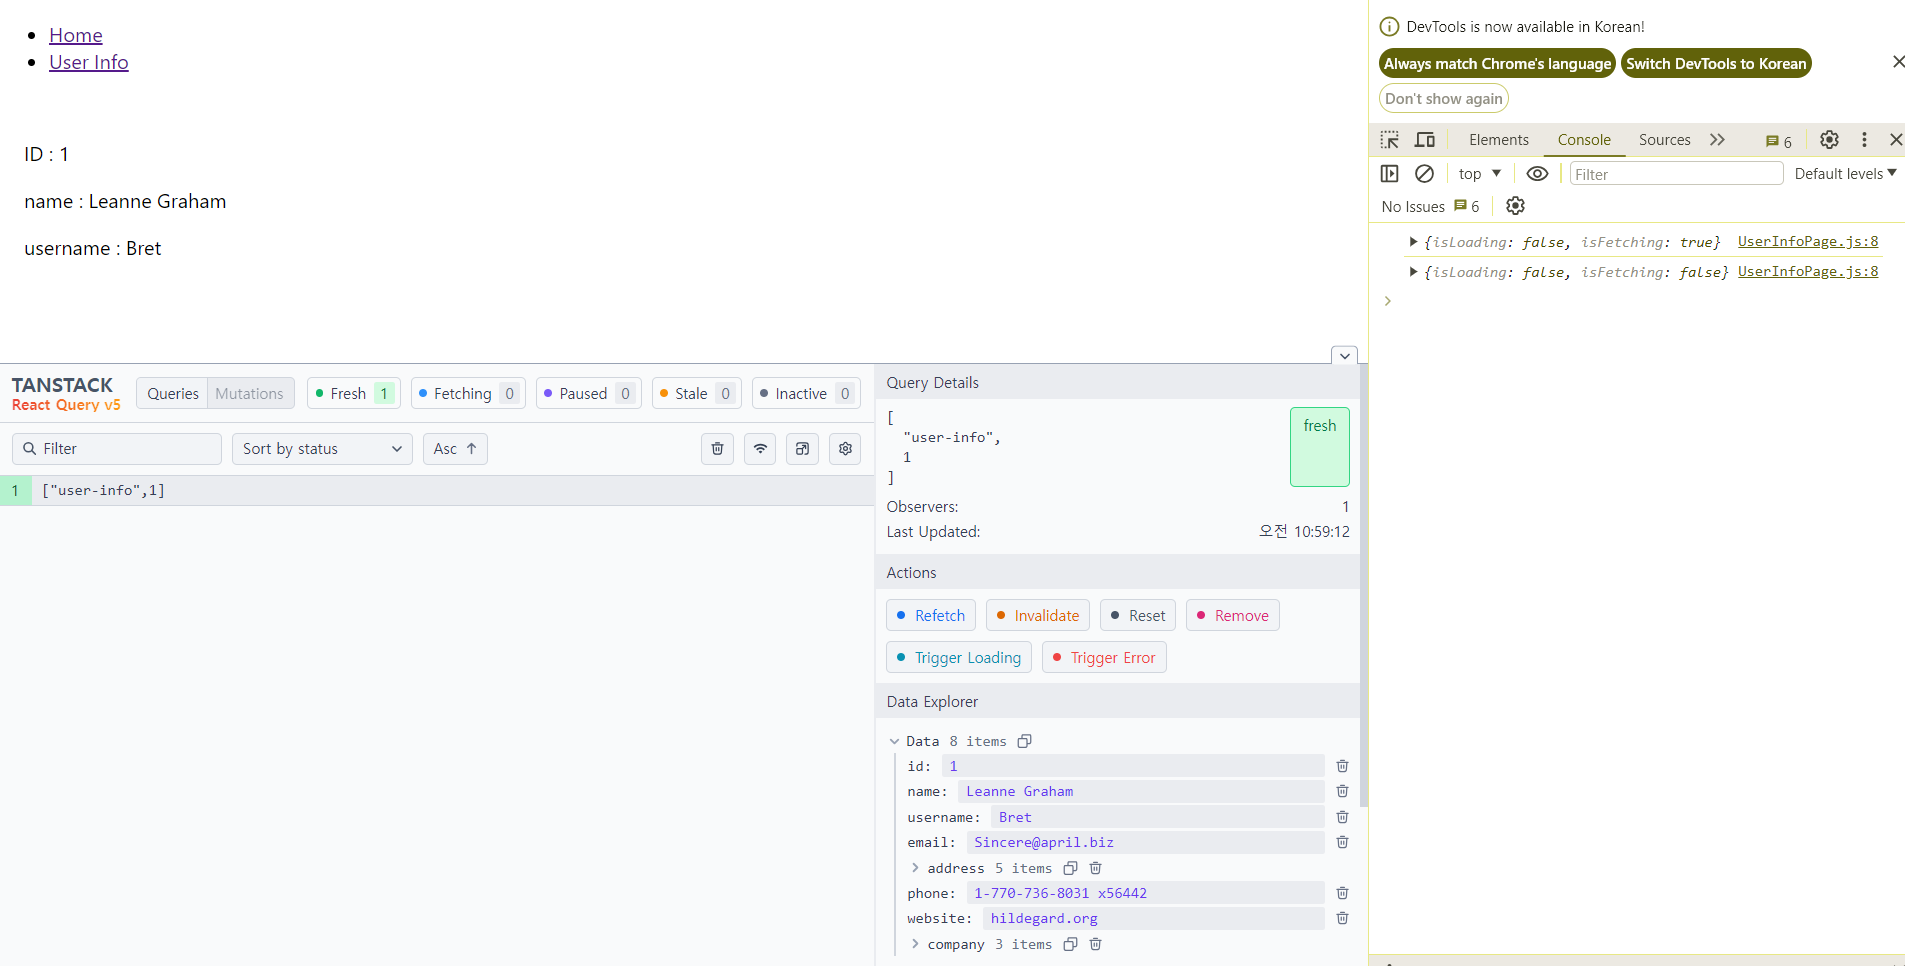 Home
User Info
ID : 1
name : Leanne Graham
username : Bret
TANSTACK
React Query v5
Queries Mutations Fresh 1 Fetching 0 Paused 0 Stale 0 Inactive 0
Filter Sort by status Asc ↑
1 ["user-info",1]
Query Details
[
"user-info",
1
]
fresh
Observers: 1
Last Updated: 오전 10:59:12
Actions
Refetch Invalidate Reset Remove
Trigger Loading Trigger Error
Data Explorer
Data 8 items
id: 1
name: Leanne Graham
username: Bret
email: Sincere@april.biz
address 5 items
phone: 1-770-736-8031 x56442
website: hildegard.org
company 3 items
DevTools is now available in Korean!
Always match Chrome's language Switch DevTools to Korean
Don't show again
Elements Console Sources 6
top Filter Default levels
No Issues 6
{isLoading: false, isFetching: true} UserInfoPage.js:8
{isLoading: false, isFetching: false} UserInfoPage.js:8